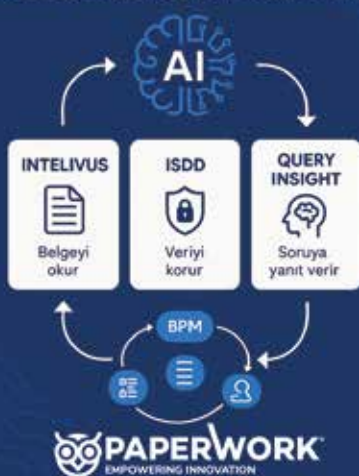 AI
INTELIVUS
Belgeyi
okur
ISDD
Veriyi
korur
QUERY
INSIGHT
Soruya
yanıt verir
BPM
PAPERWORK
EMPOWERING INNOVATION